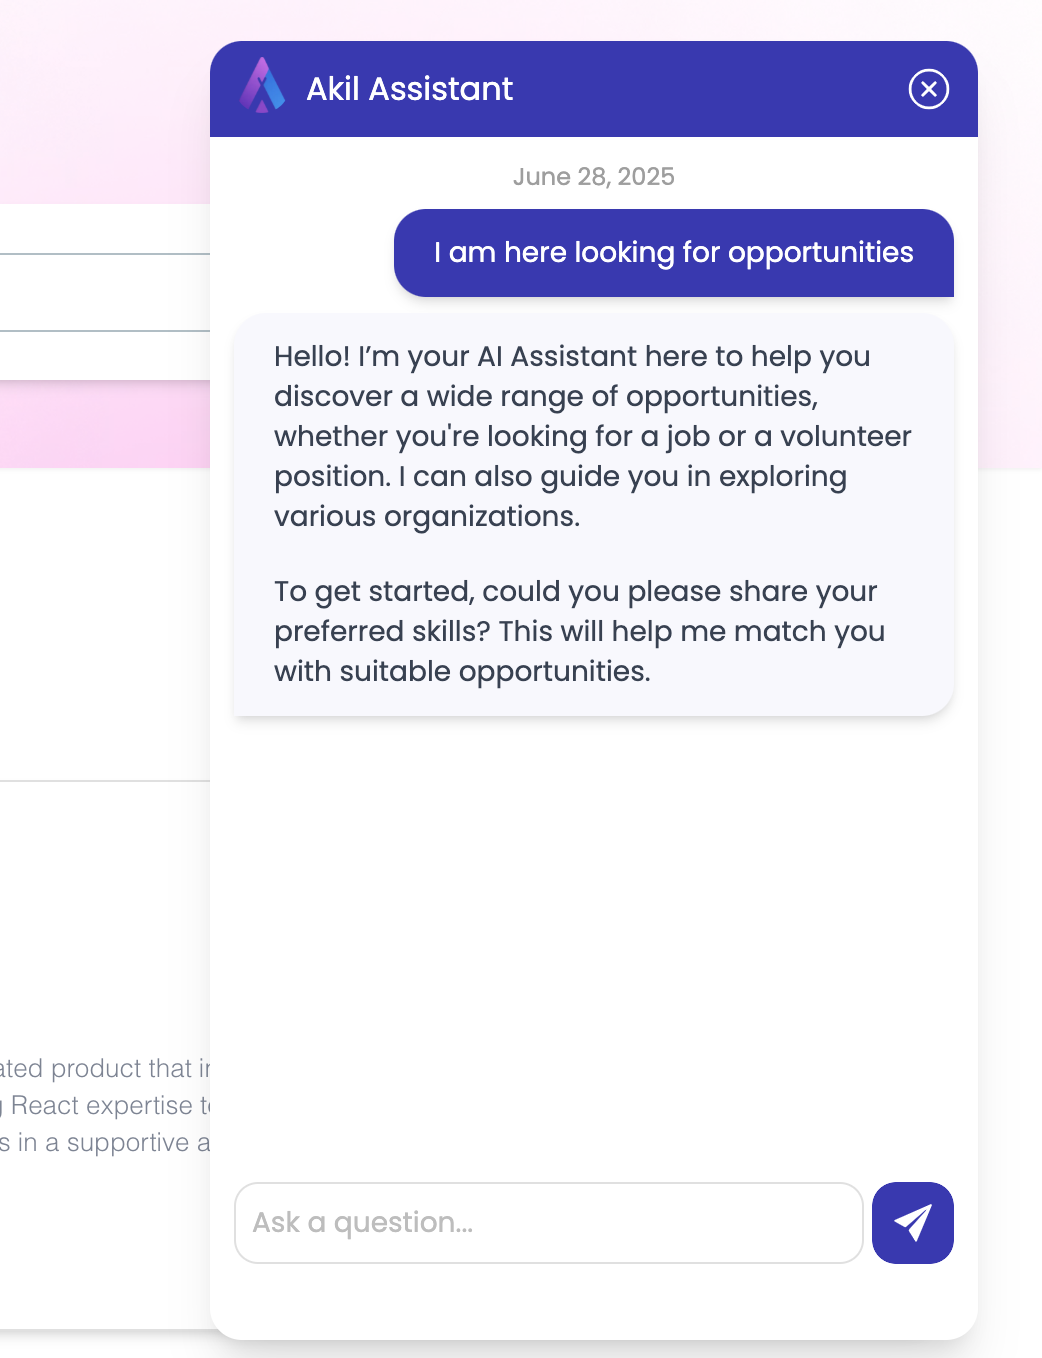 Akil Assistant
June 28, 2025
I am here looking for opportunities
Hello! I’m your AI Assistant here to help you
discover a wide range of opportunities,
whether you're looking for a job or a volunteer
position. I can also guide you in exploring
various organizations.
To get started, could you please share your
preferred skills? This will help me match you
with suitable opportunities.
product that
React expertise
in a supportive
Ask a question...